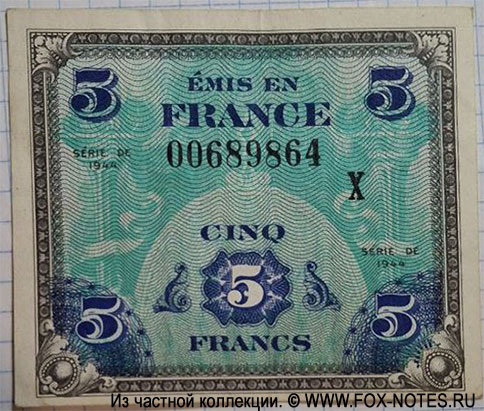 5 ÉMIS EN 5
FRANCE
SÉRIE DE
1944
00689864
X
CINQ
SÉRIE DE
1944
5 5 5
FRANCS
Из частной коллекции. © WWW.FOX-NOTES.RU